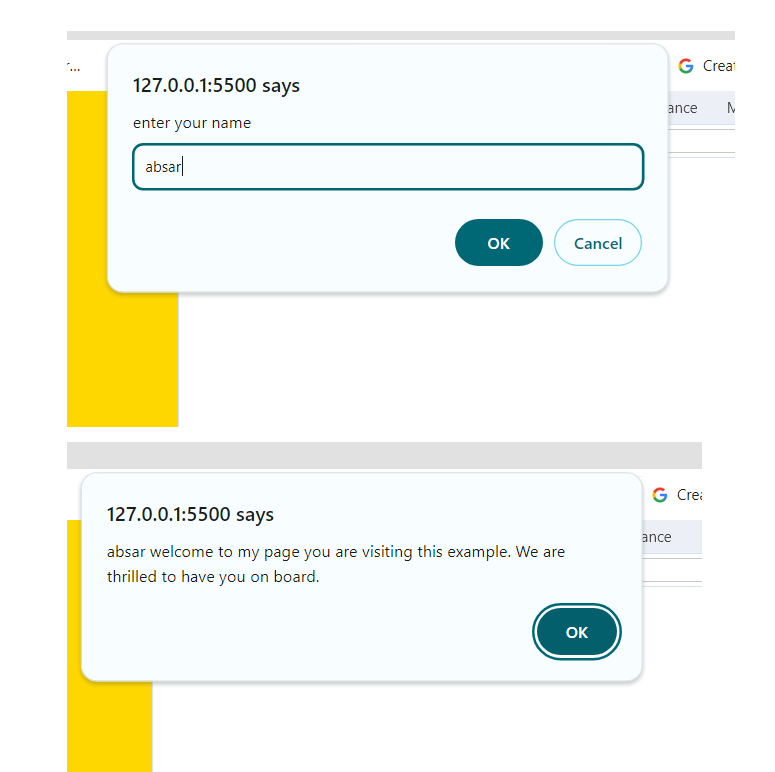 r...
127.0.0.1:5500 says
Creat
enter your name
ance M
absar
OK Cancel
127.0.0.1:5500 says
Crea
absar welcome to my page you are visiting this example. We are
ance
thrilled to have you on board.
OK